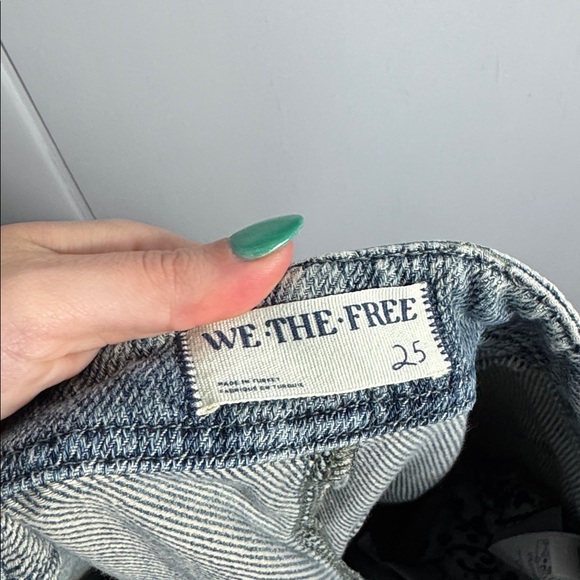 WE·THE·FREE
25
MADE IN TURKEY
FABRIQUÉ EN TURQUIE